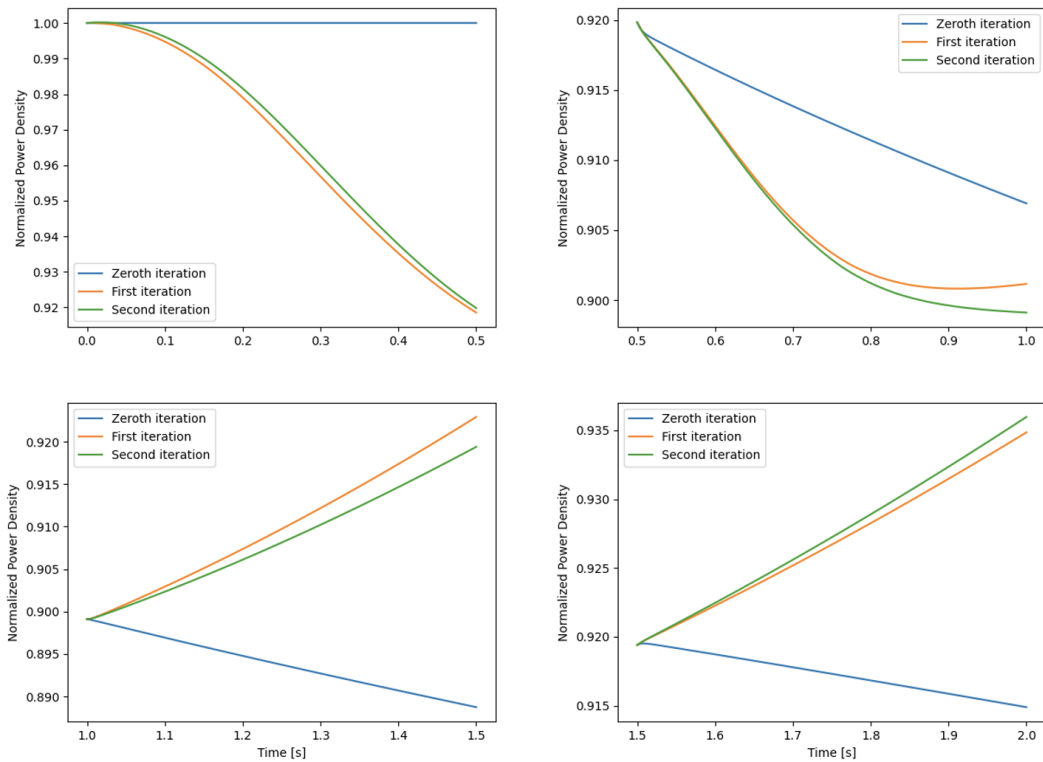 Normalized Power Density
1.00
0.99
0.98
0.97
0.96
0.95
0.94
0.93
0.92
Zeroth iteration
First iteration
Second iteration
0.0 0.1 0.2 0.3 0.4 0.5
Normalized Power Density
0.920
0.915
0.910
0.905
0.900
Zeroth iteration
First iteration
Second iteration
0.5 0.6 0.7 0.8 0.9 1.0
Normalized Power Density
0.920
0.915
0.910
0.905
0.900
0.895
0.890
Zeroth iteration
First iteration
Second iteration
1.0 1.1 1.2 1.3 1.4 1.5
Time [s]
Normalized Power Density
0.935
0.930
0.925
0.920
0.915
Zeroth iteration
First iteration
Second iteration
1.5 1.6 1.7 1.8 1.9 2.0
Time [s]